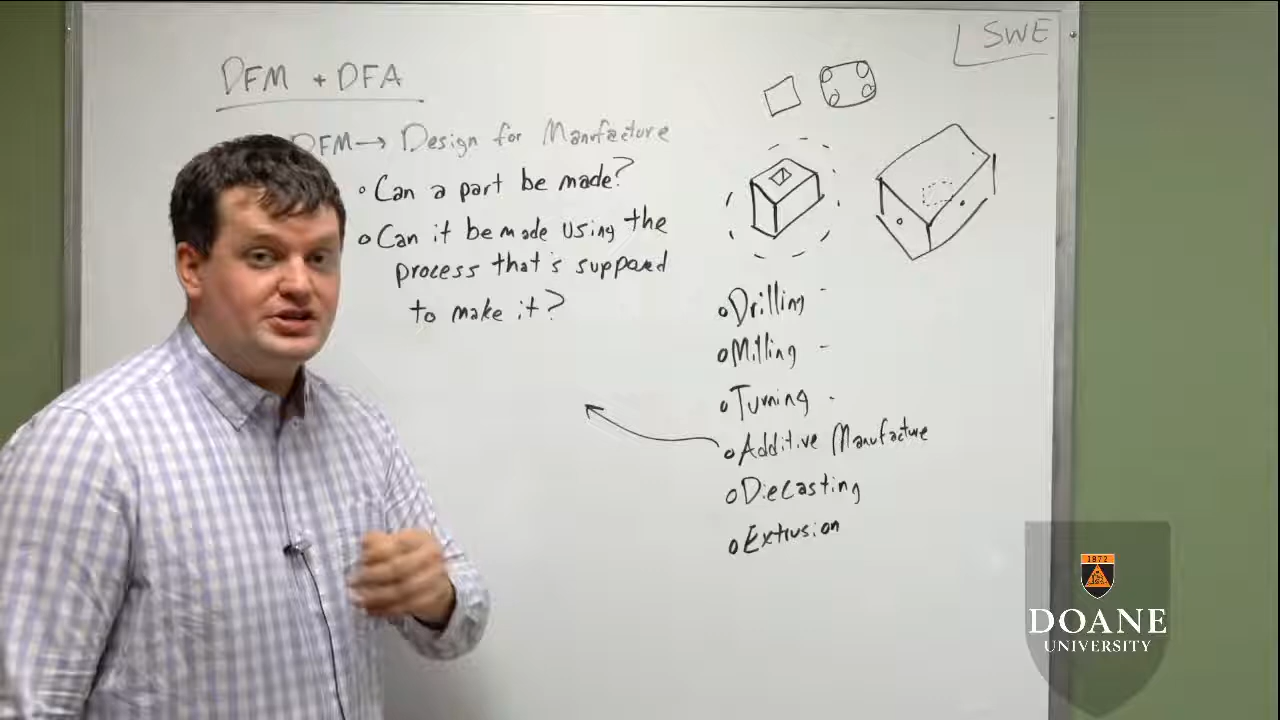 SWE
DFM + DFA
DFM → Design for Manufacture
• Can a part be made?
• Can it be made using the
process that's supposed
to make it?
• Drilling -
• Milling -
• Turning -
• Additive Manufacture
• Diecasting
• Extrusion
1872
DOANE
UNIVERSITY